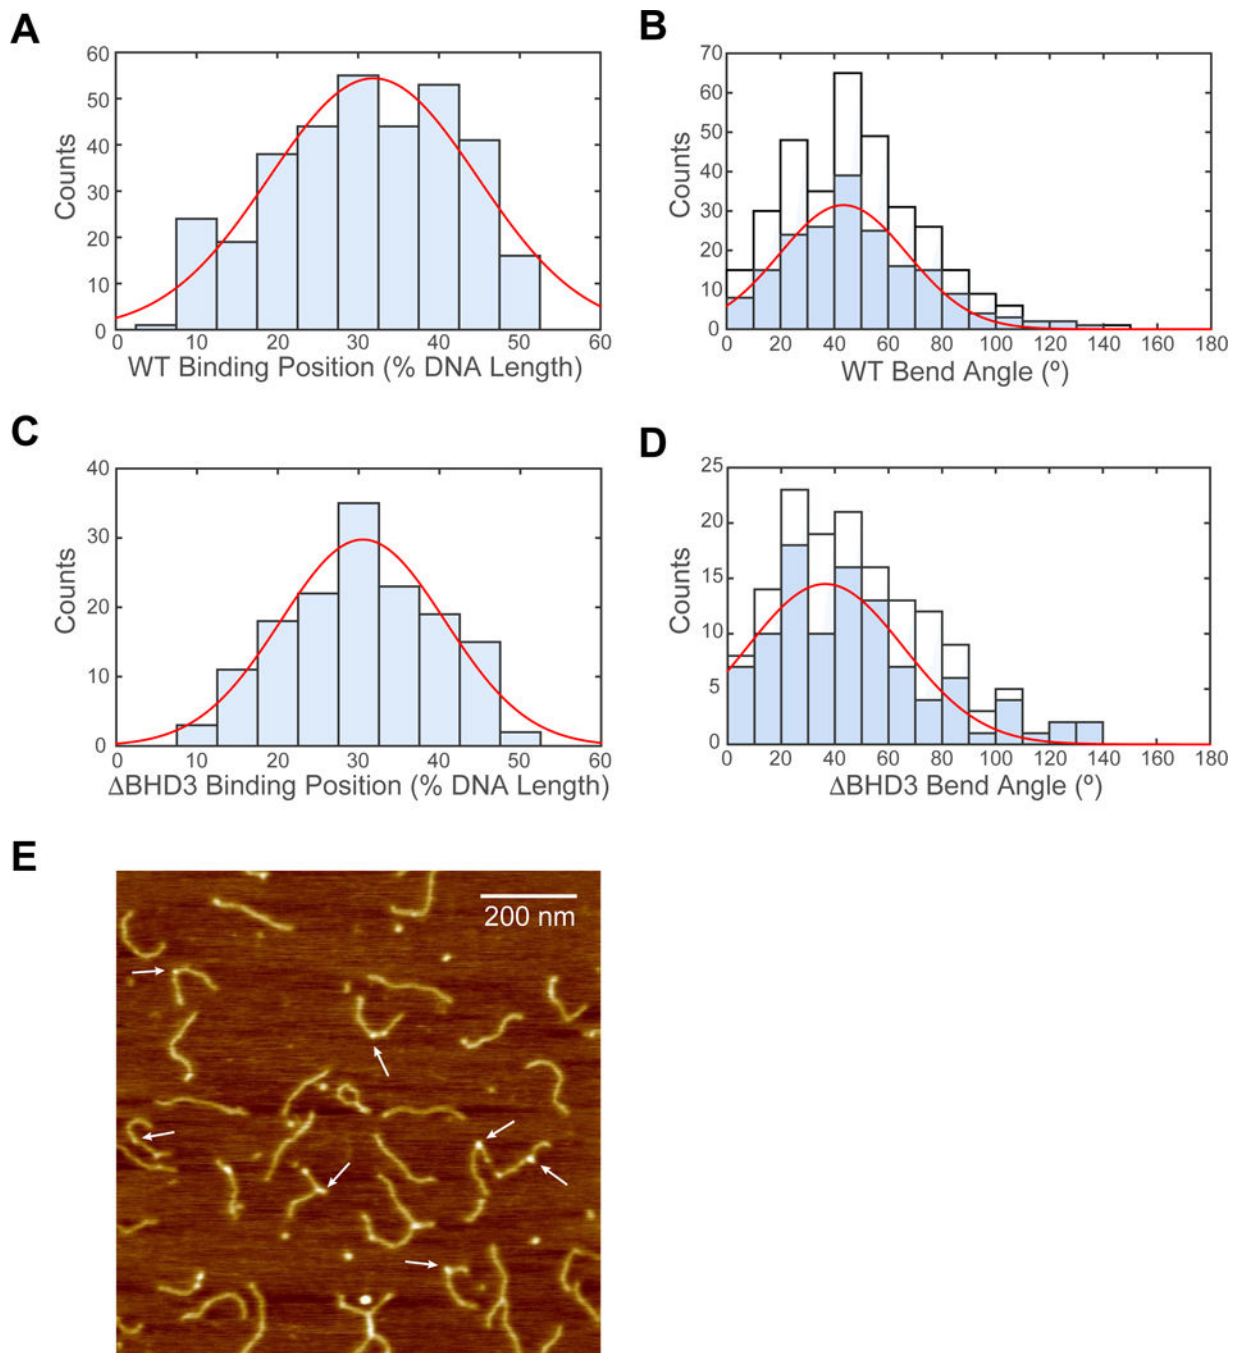 A
60
50
40
30
20
10
0
Counts
0 10 20 30 40 50 60
WT Binding Position (% DNA Length)
B
70
60
50
40
30
20
10
0
Counts
0 20 40 60 80 100 120 140 160 180
WT Bend Angle (º)
C
40
30
20
10
0
Counts
0 10 20 30 40 50 60
ΔBHD3 Binding Position (% DNA Length)
D
25
20
15
10
5
0
Counts
0 20 40 60 80 100 120 140 160 180
ΔBHD3 Bend Angle (º)
E
200 nm